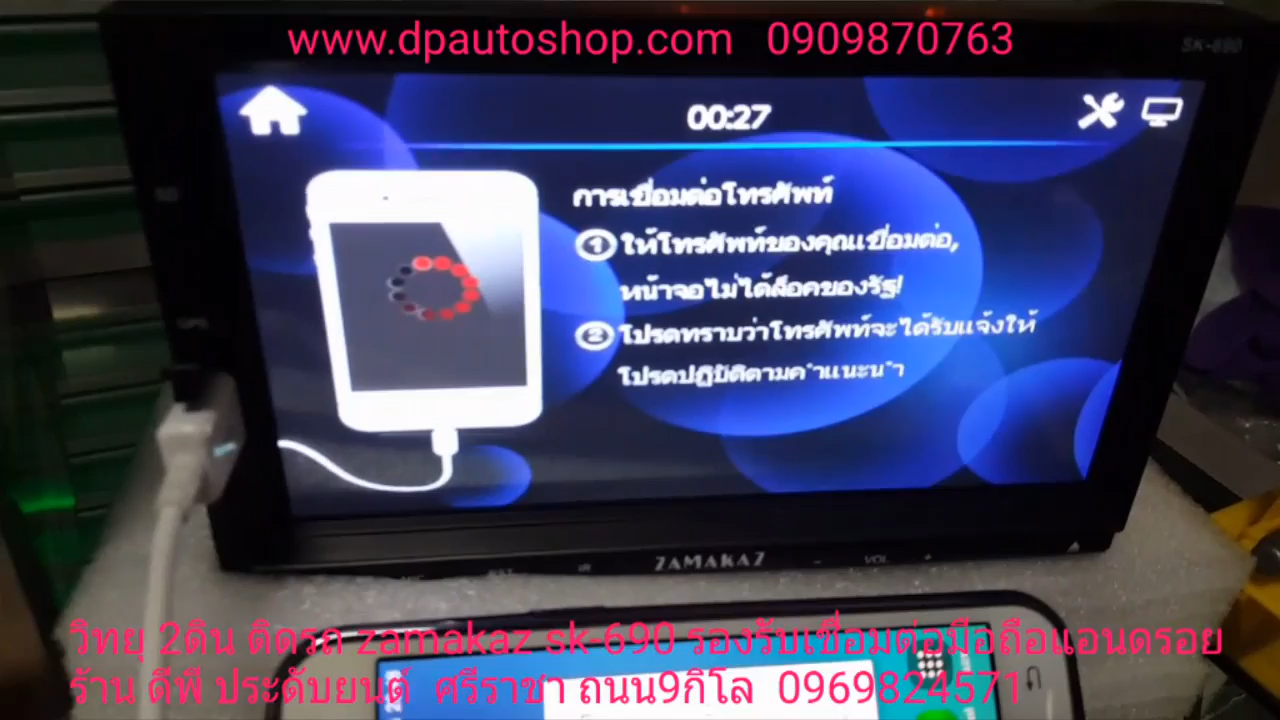 www.dpautoshop.com 0909870763
SK-690
00:27
การเชื่อมต่อโทรศัพท์
1 ให้โทรศัพท์ของคุณเชื่อมต่อ,
หน้าจอไม่ได้ล็อคของรัฐ!
2 โปรดทราบว่าโทรศัพท์จะได้รับแจ้งให้
โปรดปฏิบัติตามคำแนะนำ
ZAMAKAZ - VOL +
วิทยุ 2ดิน ติดรถ zamakaz sk-690 รองรับเชื่อมต่อมือถือแอนดรอย
ร้าน ดีพี ประดับยนต์ ศรีราชา ถนน9กิโล 0969824571